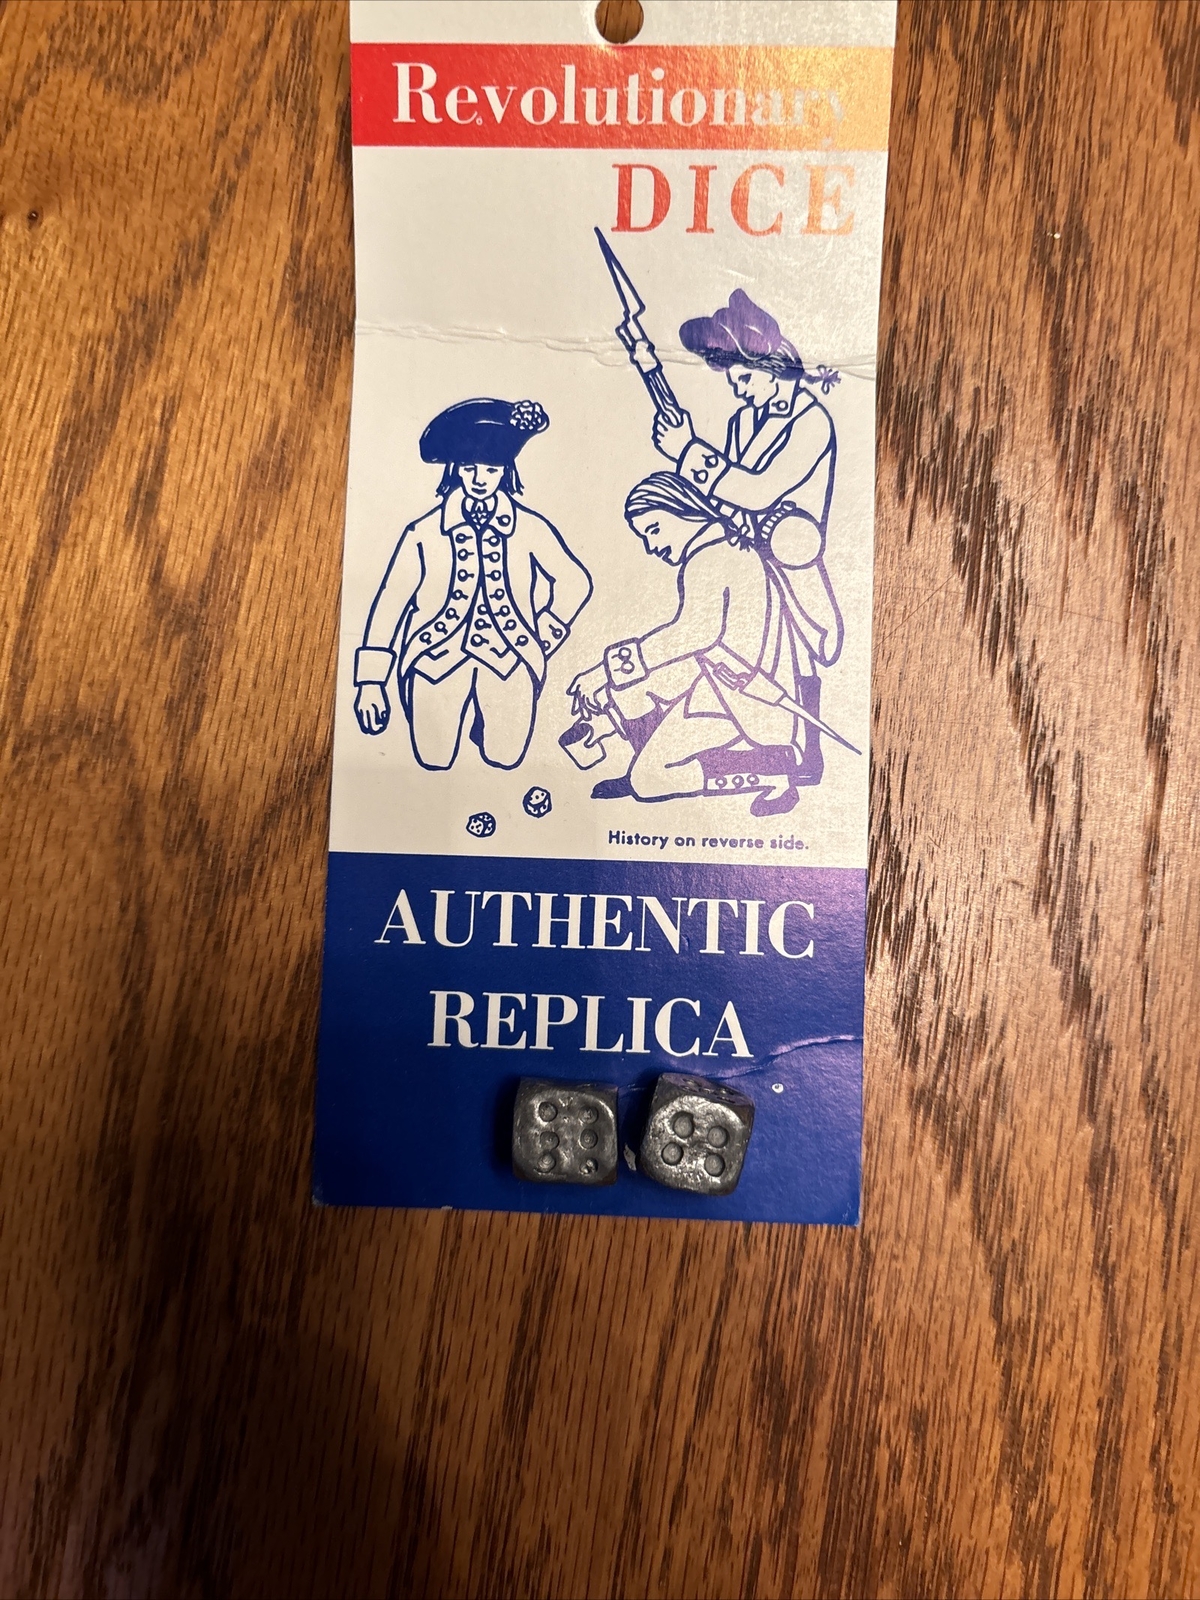 Revolutionary
DICE
History on reverse side.
AUTHENTIC
REPLICA